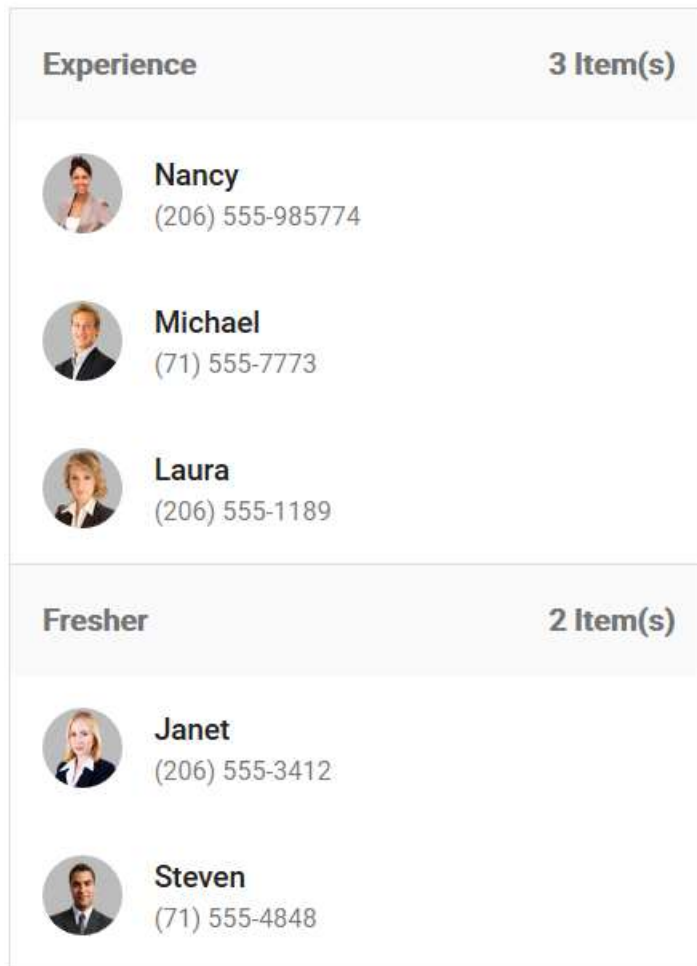 Experience 3 Item(s)
Nancy
(206) 555-985774
Michael
(71) 555-7773
Laura
(206) 555-1189
Fresher 2 Item(s)
Janet
(206) 555-3412
Steven
(71) 555-4848